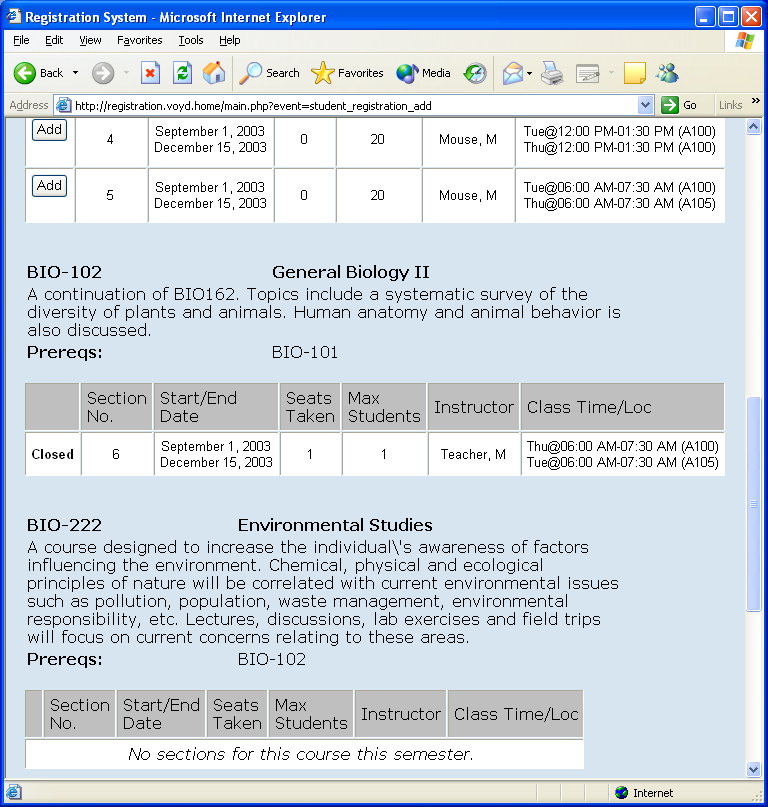 Registration System - Microsoft Internet Explorer
File Edit View Favorites Tools Help
Back Search Favorites Media
Address http://registration.voyd.home/main.php?event=student_registration_add Go Links »
Add 4 September 1, 2003 0 20 Mouse, M Tue@12:00 PM-01:30 PM (A100)
December 15, 2003 Thu@12:00 PM-01:30 PM (A100)
Add 5 September 1, 2003 0 20 Mouse, M Tue@06:00 AM-07:30 AM (A100)
December 15, 2003 Thu@06:00 AM-07:30 AM (A105)
BIO-102 General Biology II
A continuation of BIO162. Topics include a systematic survey of the
diversity of plants and animals. Human anatomy and animal behavior is
also discussed.
Prereqs: BIO-101
Section Start/End Seats Max Instructor Class Time/Loc
No. Date Taken Students
Closed 6 September 1, 2003 1 1 Teacher, M Thu@06:00 AM-07:30 AM (A100)
December 15, 2003 Tue@06:00 AM-07:30 AM (A105)
BIO-222 Environmental Studies
A course designed to increase the individual\'s awareness of factors
influencing the environment. Chemical, physical and ecological
principles of nature will be correlated with current environmental issues
such as pollution, population, waste management, environmental
responsibility, etc. Lectures, discussions, lab exercises and field trips
will focus on current concerns relating to these areas.
Prereqs: BIO-102
Section Start/End Seats Max Instructor Class Time/Loc
No. Date Taken Students
No sections for this course this semester.
Internet